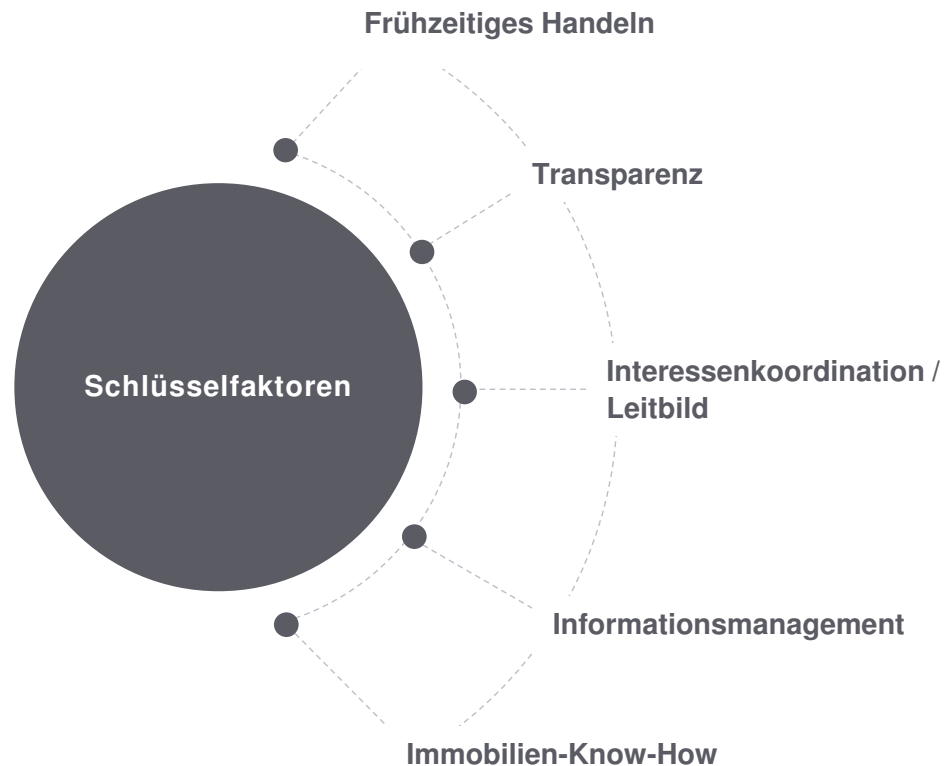 Frühzeitiges Handeln
Transparenz
Schlüsselfaktoren
Interessenkoordination /
Leitbild
Informationsmanagement
Immobilien-Know-How